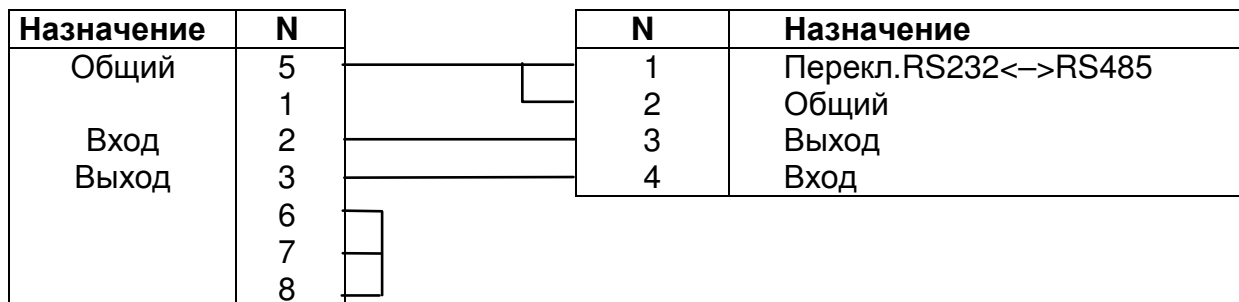 Назначение N N Назначение
Общий 5 1 Перекл.RS232<–>RS485
1 2 Общий
Вход 2 3 Выход
Выход 3 4 Вход
6
7
8